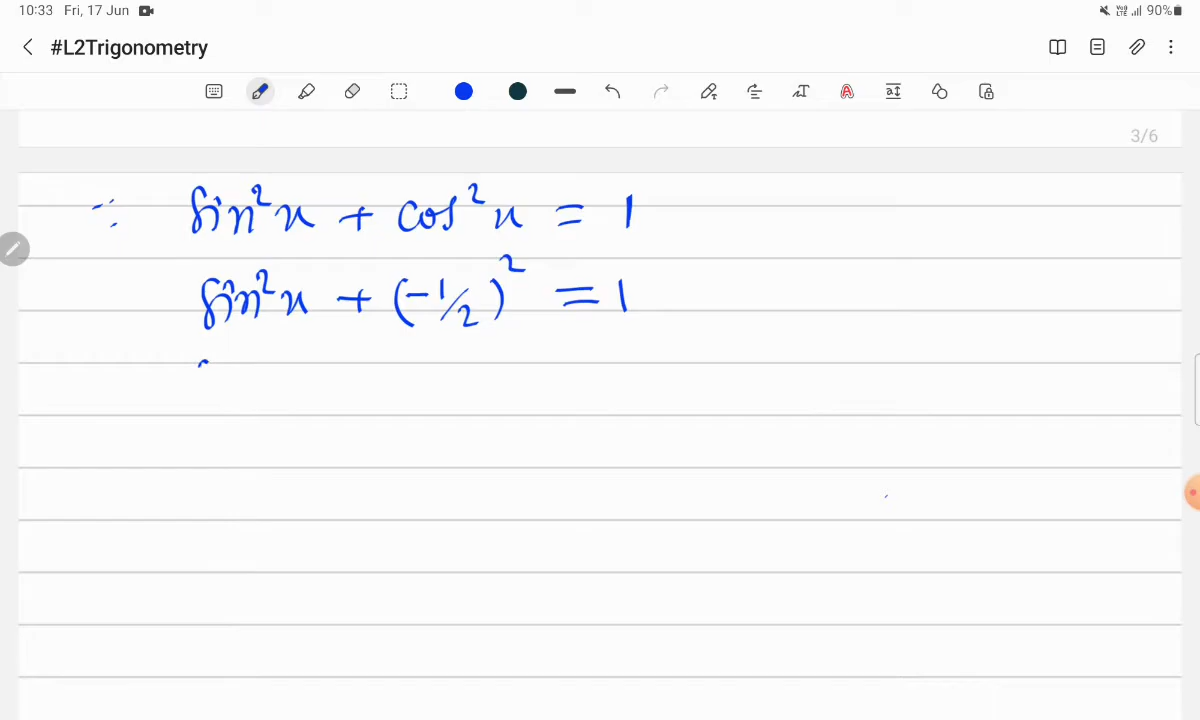 10:33 Fri, 17 Jun 90%
#L2Trigonometry
3/6
∵ sin²x + cos²x = 1
sin²x + (-1/2)² = 1